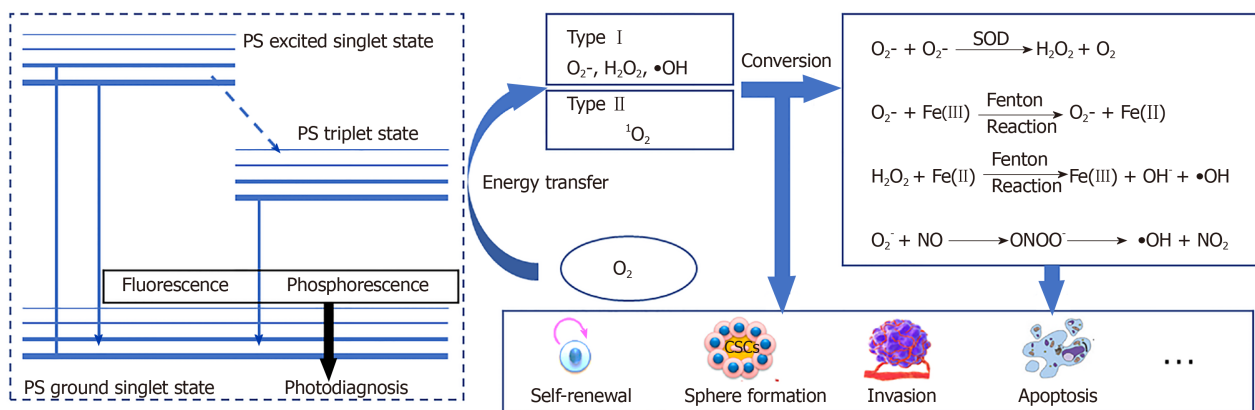 PS excited singlet state
PS triplet state
Fluorescence
Phosphorescence
PS ground singlet state
Photodiagnosis
Energy transfer
O₂
Type Ⅰ
O₂-, H₂O₂, •OH
Type Ⅱ
¹O₂
Conversion
O₂- + O₂- SOD H₂O₂ + O₂
O₂- + Fe(Ⅲ) Fenton Reaction O₂- + Fe(Ⅱ)
H₂O₂ + Fe(Ⅱ) Fenton Reaction Fe(Ⅲ) + OH⁻ + •OH
O₂⁻ + NO ONOO⁻ •OH + NO₂
CSCs
Self-renewal
Sphere formation
Invasion
Apoptosis
...